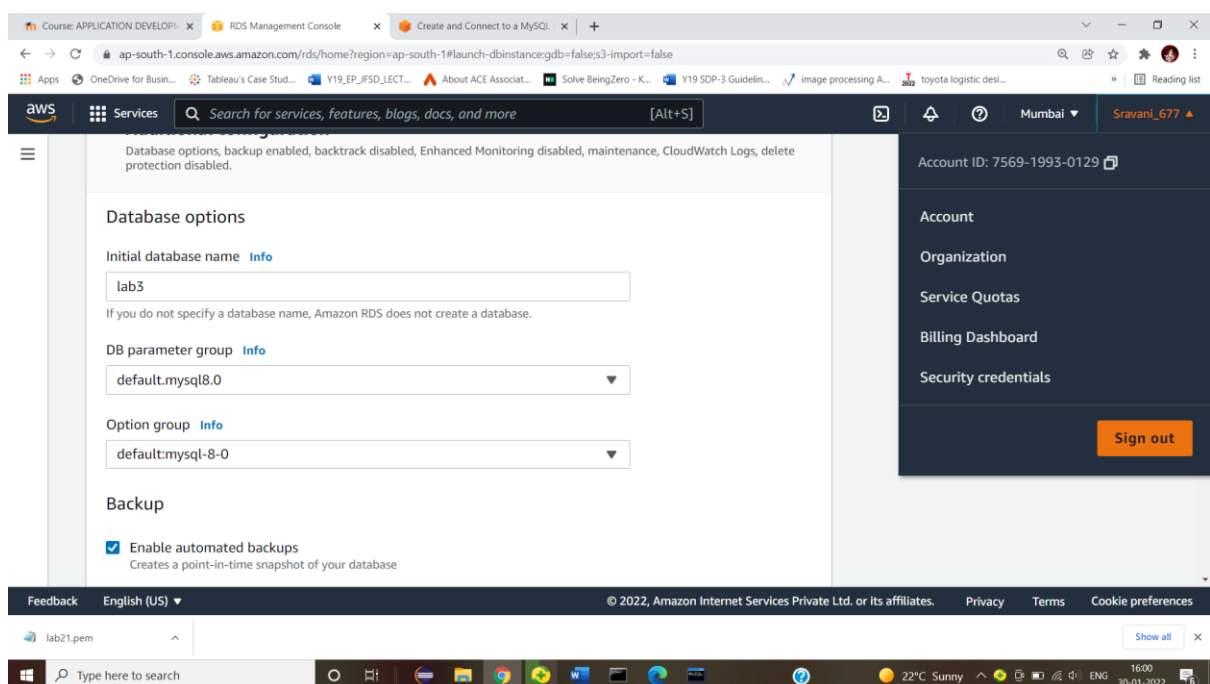 Course: APPLICATION DEVELOPM
RDS Management Console
Create and Connect to a MySQL
ap-south-1.console.aws.amazon.com/rds/home?region=ap-south-1#launch-dbinstance:gdb=false;s3-import=false
Apps OneDrive for Busin... Tableau's Case Stud... Y19_EP_JFSD_LECT... About ACE Associat... Solve BeingZero - K... Y19 SDP-3 Guidelin... image processing A... toyota logistic desi... » Reading list
aws Services Search for services, features, blogs, docs, and more [Alt+S] Mumbai Sravani_677
Database options, backup enabled, backtrack disabled, Enhanced Monitoring disabled, maintenance, CloudWatch Logs, delete
protection disabled.
Database options
Initial database name Info
lab3
If you do not specify a database name, Amazon RDS does not create a database.
DB parameter group Info
default.mysql8.0
Option group Info
default:mysql-8-0
Backup
Enable automated backups
Creates a point-in-time snapshot of your database
Account ID: 7569-1993-0129
Account
Organization
Service Quotas
Billing Dashboard
Security credentials
Sign out
Feedback English (US) © 2022, Amazon Internet Services Private Ltd. or its affiliates. Privacy Terms Cookie preferences
lab21.pem Show all
Type here to search 22°C Sunny ENG 16:00
30-01-2022